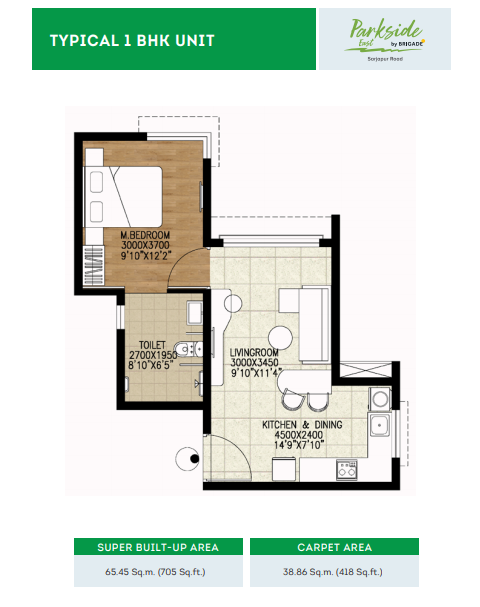 TYPICAL 1 BHK UNIT
Parkside
East
by BRIGADE
Sarjapur Road
M.BEDROOM
3000X3700
9'10"X12'2"
TOILET
2700X1950
8'10"X6'5"
LIVINGROOM
3000X3450
9'10"X11'4"
KITCHEN & DINING
4500X2400
14'9"X7'10"
SUPER BUILT-UP AREA
CARPET AREA
65.45 Sq.m. (705 Sq.ft.)
38.86 Sq.m. (418 Sq.ft.)